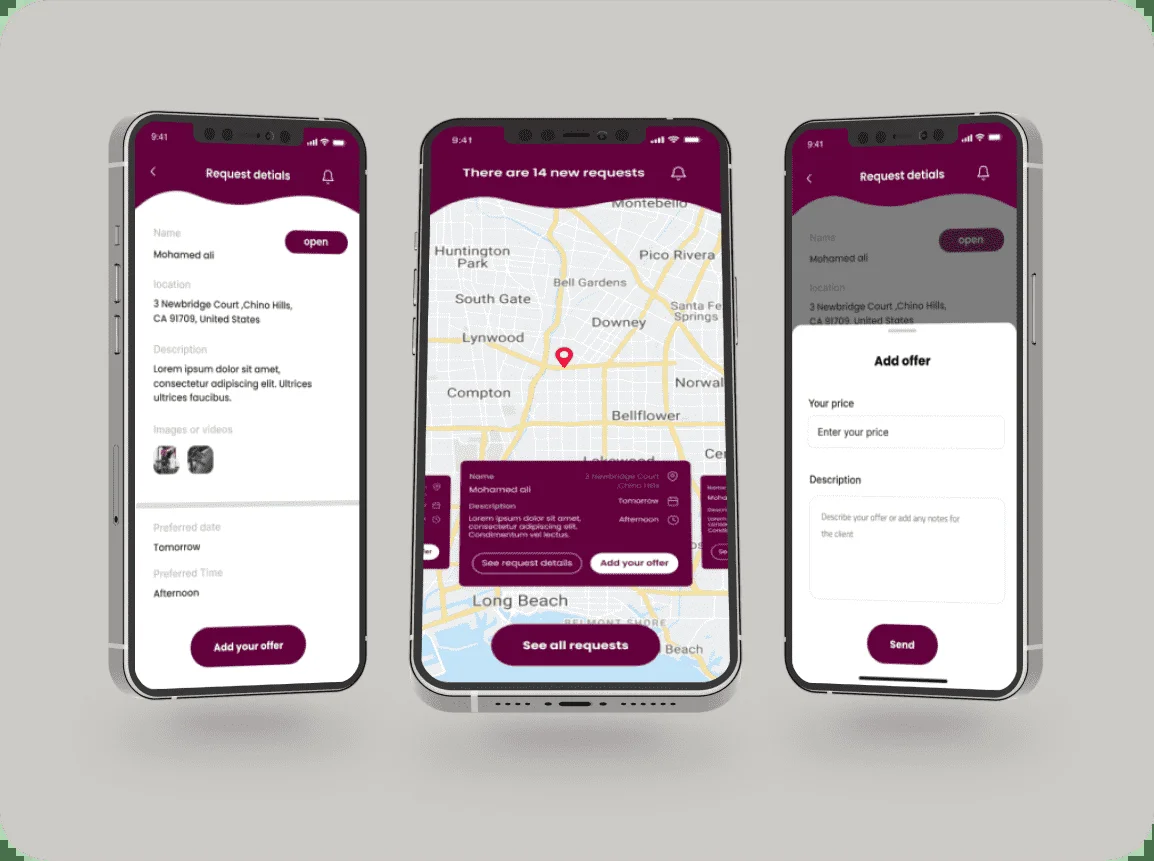 9:41
Request detials
Name
open
Mohamed ali
location
3 Newbridge Court ,Chino Hills,
CA 91709, United States
Description
Lorem ipsum dolor sit amet,
consectetur adipiscing elit. Ultrices
ultrices faucibus.
Images or videos
Preferred date
Tomorrow
Preferred Time
Afternoon
Add your offer
9:41
There are 14 new requests
Montebello
Huntington
Park
Pico Rivera
Bell Gardens
South Gate
Santa Fe
Springs
Downey
Lynwood
Norwal
Compton
Bellflower
Lakewood
Cer
Name
2 Newbridge Court
Chino Hills
Mohamed ali
Tomorrow
Description
Afternoon
Lorem ipsum dolor sit amet,
consectetur adipiscing elit.
Condimentum vel lectus.
See request details
Add your offer
Name
Moha
Long Beach
BELMONT SHORE
See all requests
Beach
9:41
Request detials
Name
open
Mohamed ali
location
3 Newbridge Court ,Chino Hills,
CA 91709, United States
Add offer
Your price
Enter your price
Description
Describe your offer or add any notes for
the client
Send